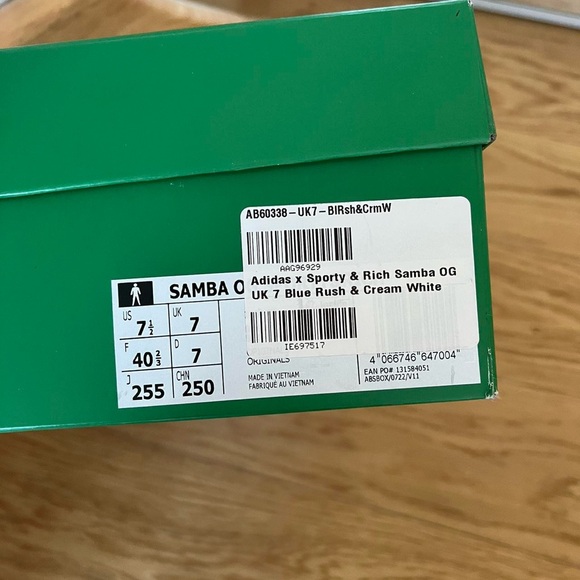 AB60338-UK7-BlRsh&CrmW
AAG96929
Adidas x Sporty & Rich Samba OG
UK 7 Blue Rush & Cream White
IE697517
SAMBA O
US
7½
UK
7
F
40⅔
D
7
J
255
CHN
250
ORIGINALS
MADE IN VIETNAM
FABRIQUÉ AU VIETNAM
4 066746 647004
EAN PO# 131584051
ABSBOX/0722/V11